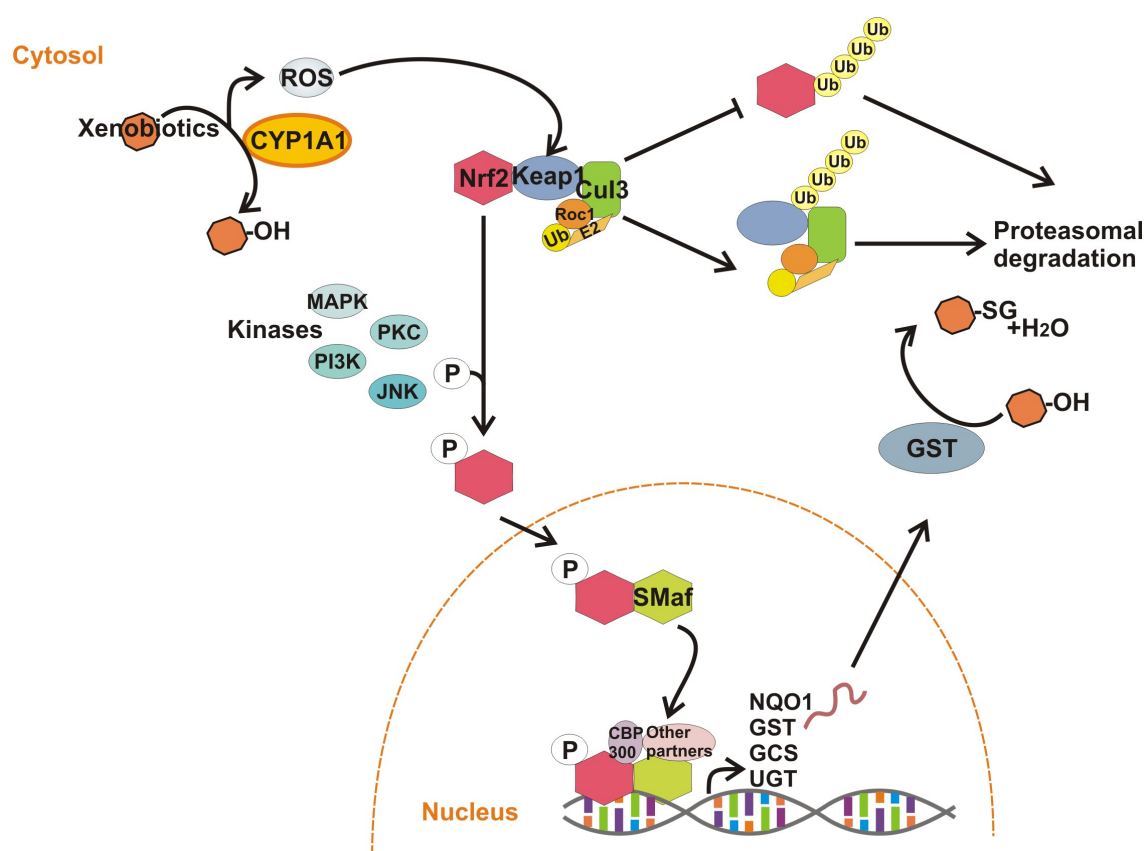 Cytosol
ROS
Xenobiotics
CYP1A1
-OH
Ub
Ub
Ub
Ub
Nrf2
Keap1
Cul3
Roc1
Ub
E2
Ub
Ub
Ub
Ub
Proteasomal
degradation
Kinases
MAPK
PKC
PI3K
JNK
P
P
-SG
+H2O
-OH
GST
P
SMaf
P
CBP
300
Other
partners
NQO1
GST
GCS
UGT
Nucleus